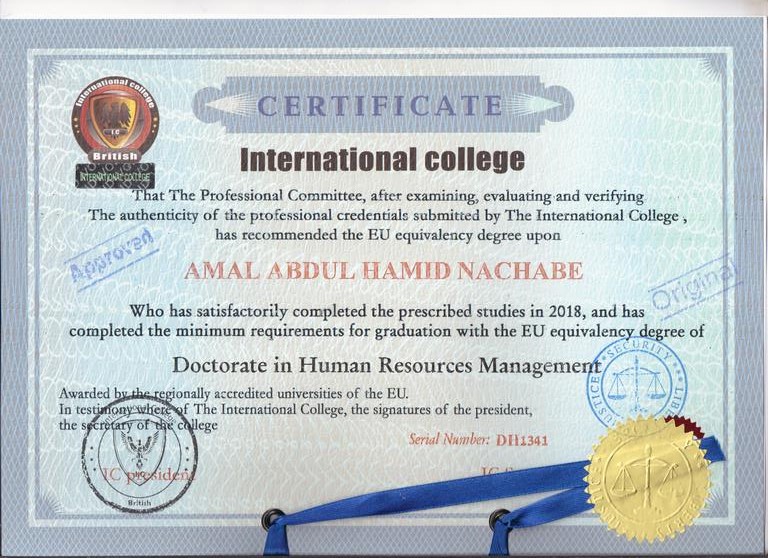 International college
I.C
British
INTERNATIONAL COLLEGE
CERTIFICATE
International college
That The Professional Committee, after examining, evaluating and verifying
The authenticity of the professional credentials submitted by The International College ,
has recommended the EU equivalency degree upon
Approved
AMAL ABDUL HAMID NACHABE
Original
Who has satisfactorily completed the prescribed studies in 2018, and has
completed the minimum requirements for graduation with the EU equivalency degree of
Doctorate in Human Resources Management
SECURITY
JUSTICE
Awarded by the regionally accredited universities of the EU.
In testimony where of The International College, the signatures of the president,
the secretary of the college
Serial Number: DH1341
IC president
British